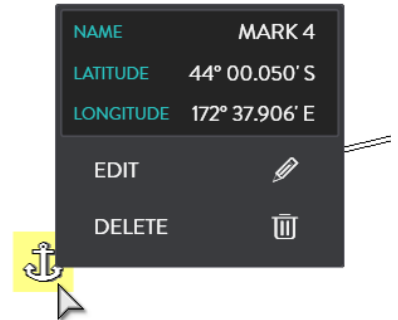 NAME MARK 4
LATITUDE 44° 00.050' S
LONGITUDE 172° 37.906' E
EDIT
DELETE